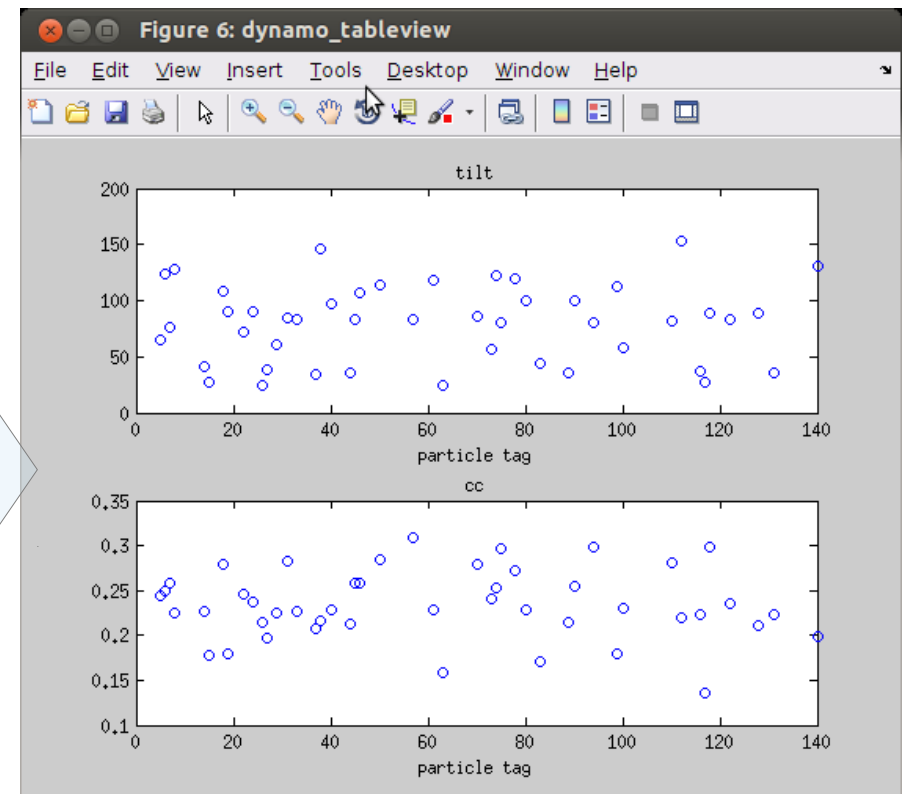 Figure 6: dynamo_tableview
File Edit View Insert Tools Desktop Window Help
tilt
200
150
100
50
0
0 20 40 60 80 100 120 140
particle tag
cc
0.35
0.3
0.25
0.2
0.15
0.1
0 20 40 60 80 100 120 140
particle tag